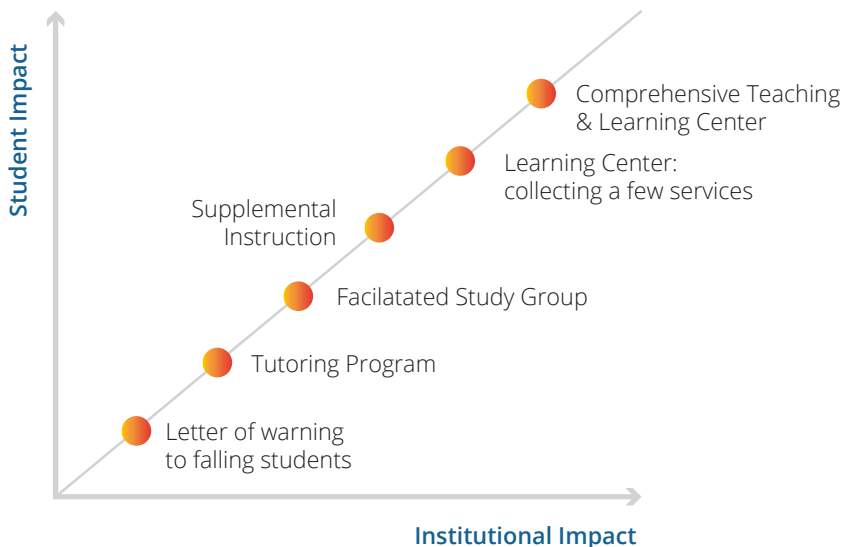 Student Impact
Comprehensive Teaching
& Learning Center
Learning Center:
collecting a few services
Supplemental
Instruction
Facilatated Study Group
Tutoring Program
Letter of warning
to falling students
Institutional Impact